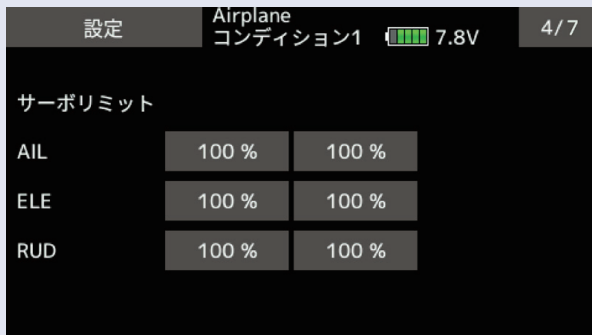 設定
Airplane
コンディション1 7.8V
4/7
サーボリミット
AIL 100 % 100 %
ELE 100 % 100 %
RUD 100 % 100 %